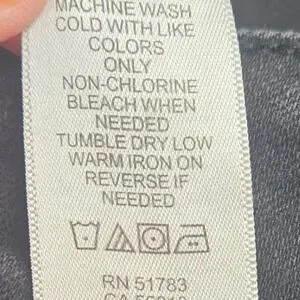 MACHINE WASH
COLD WITH LIKE
COLORS
ONLY
NON-CHLORINE
BLEACH WHEN
NEEDED
TUMBLE DRY LOW
WARM IRON ON
REVERSE IF
NEEDED
RN 51783
CA